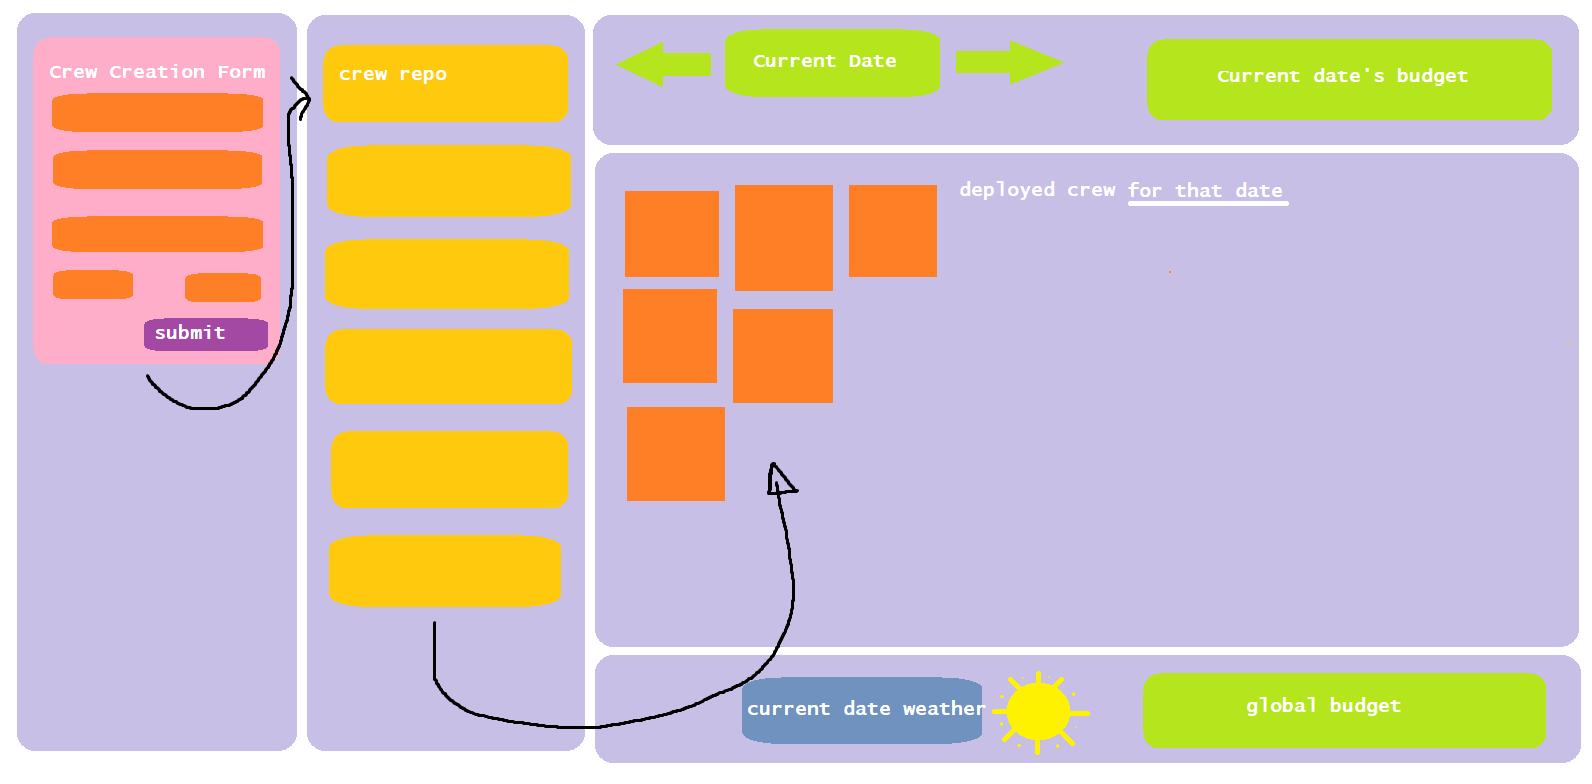 Crew Creation Form
submit
crew repo
Current Date
Current date's budget
deployed crew for that date
current date weather
global budget